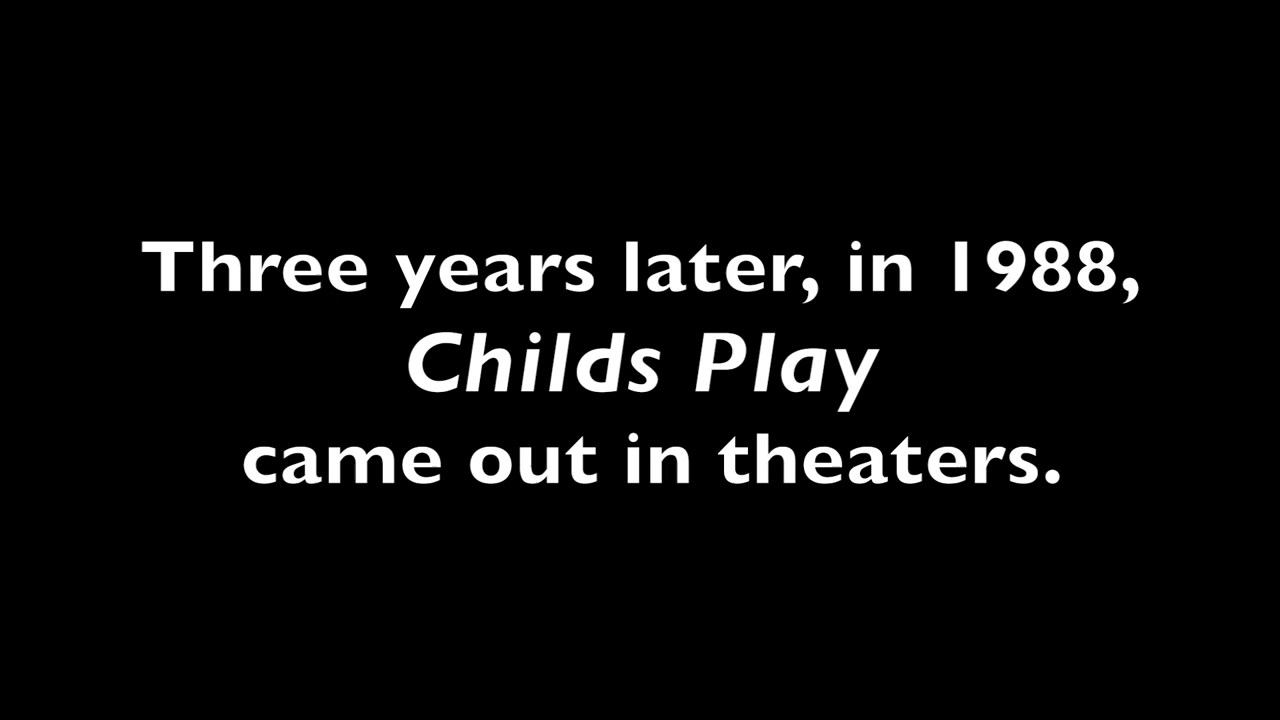 Three years later, in 1988,
Childs Play
came out in theaters.